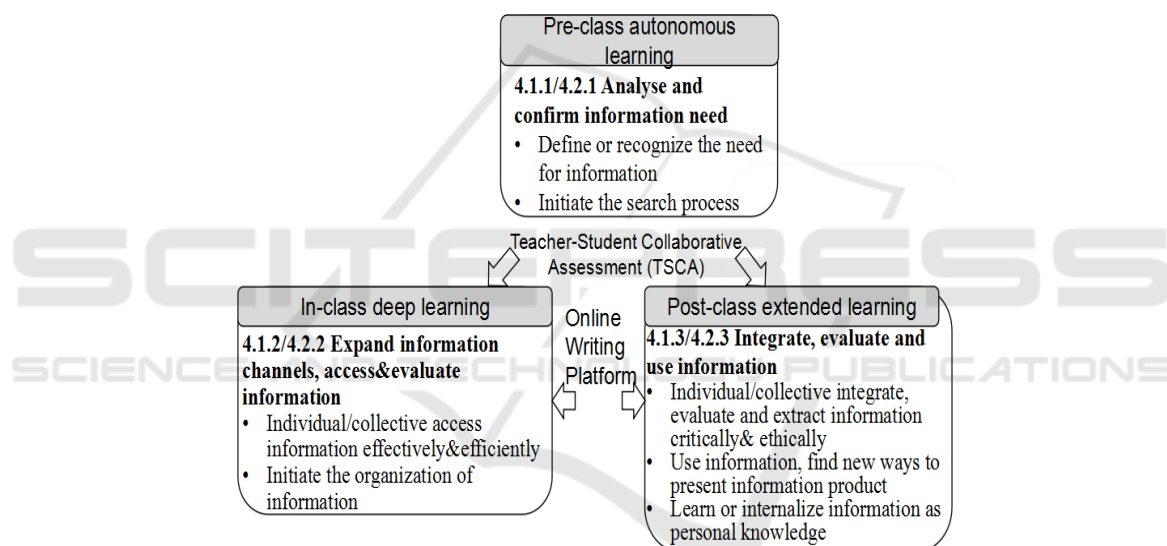 Pre-class autonomous
learning
4.1.1/4.2.1 Analyse and
confirm information need
• Define or recognize the need
for information
• Initiate the search process
Teacher-Student Collaborative
Assessment (TSCA)
In-class deep learning
4.1.2/4.2.2 Expand information
channels, access&evaluate
information
• Individual/collective access
information effectively&efficiently
• Initiate the organization of
information
Online
Writing
Platform
Post-class extended learning
4.1.3/4.2.3 Integrate, evaluate and
use information
• Individual/collective integrate,
evaluate and extract information
critically& ethically
• Use information, find new ways to
present information product
• Learn or internalize information as
personal knowledge
SCITEPRESS
SCIENCE AND TECHNOLOGY PUBLICATIONS